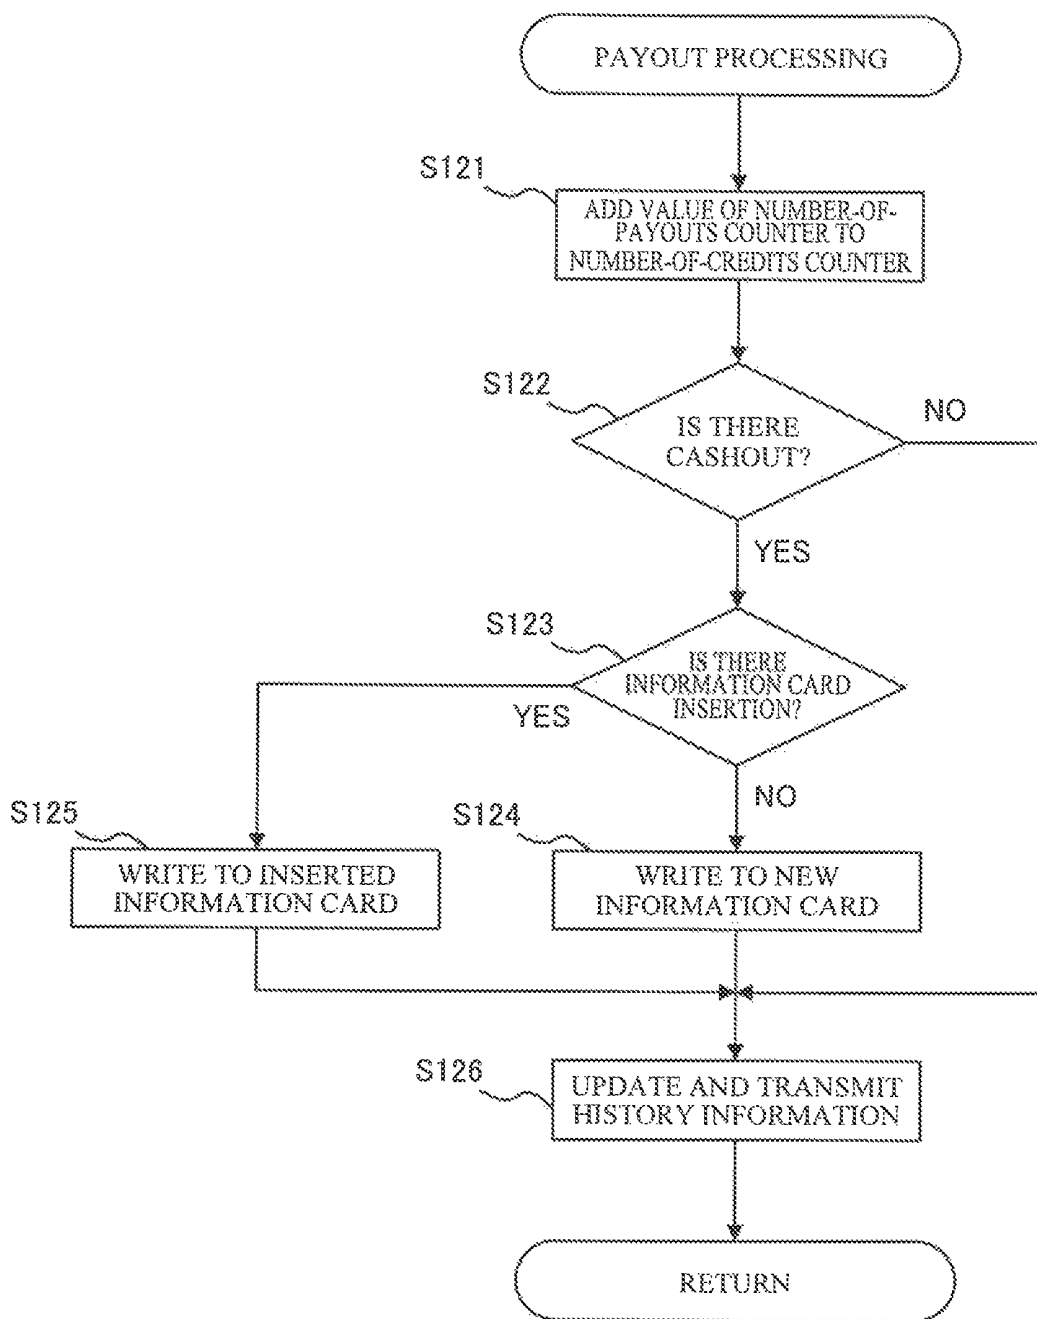 PAYOUT PROCESSING
S121
ADD VALUE OF NUMBER-OF-
PAYOUTS COUNTER TO
NUMBER-OF-CREDITS COUNTER
S122
IS THERE
CASHOUT?
NO
YES
S123
IS THERE
INFORMATION CARD
INSERTION?
YES
NO
S125
WRITE TO INSERTED
INFORMATION CARD
S124
WRITE TO NEW
INFORMATION CARD
S126
UPDATE AND TRANSMIT
HISTORY INFORMATION
RETURN